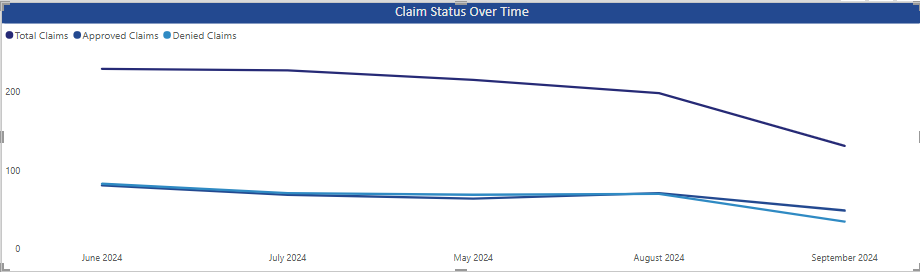 Claim Status Over Time
Total Claims Approved Claims Denied Claims
200
100
0
June 2024 July 2024 May 2024 August 2024 September 2024